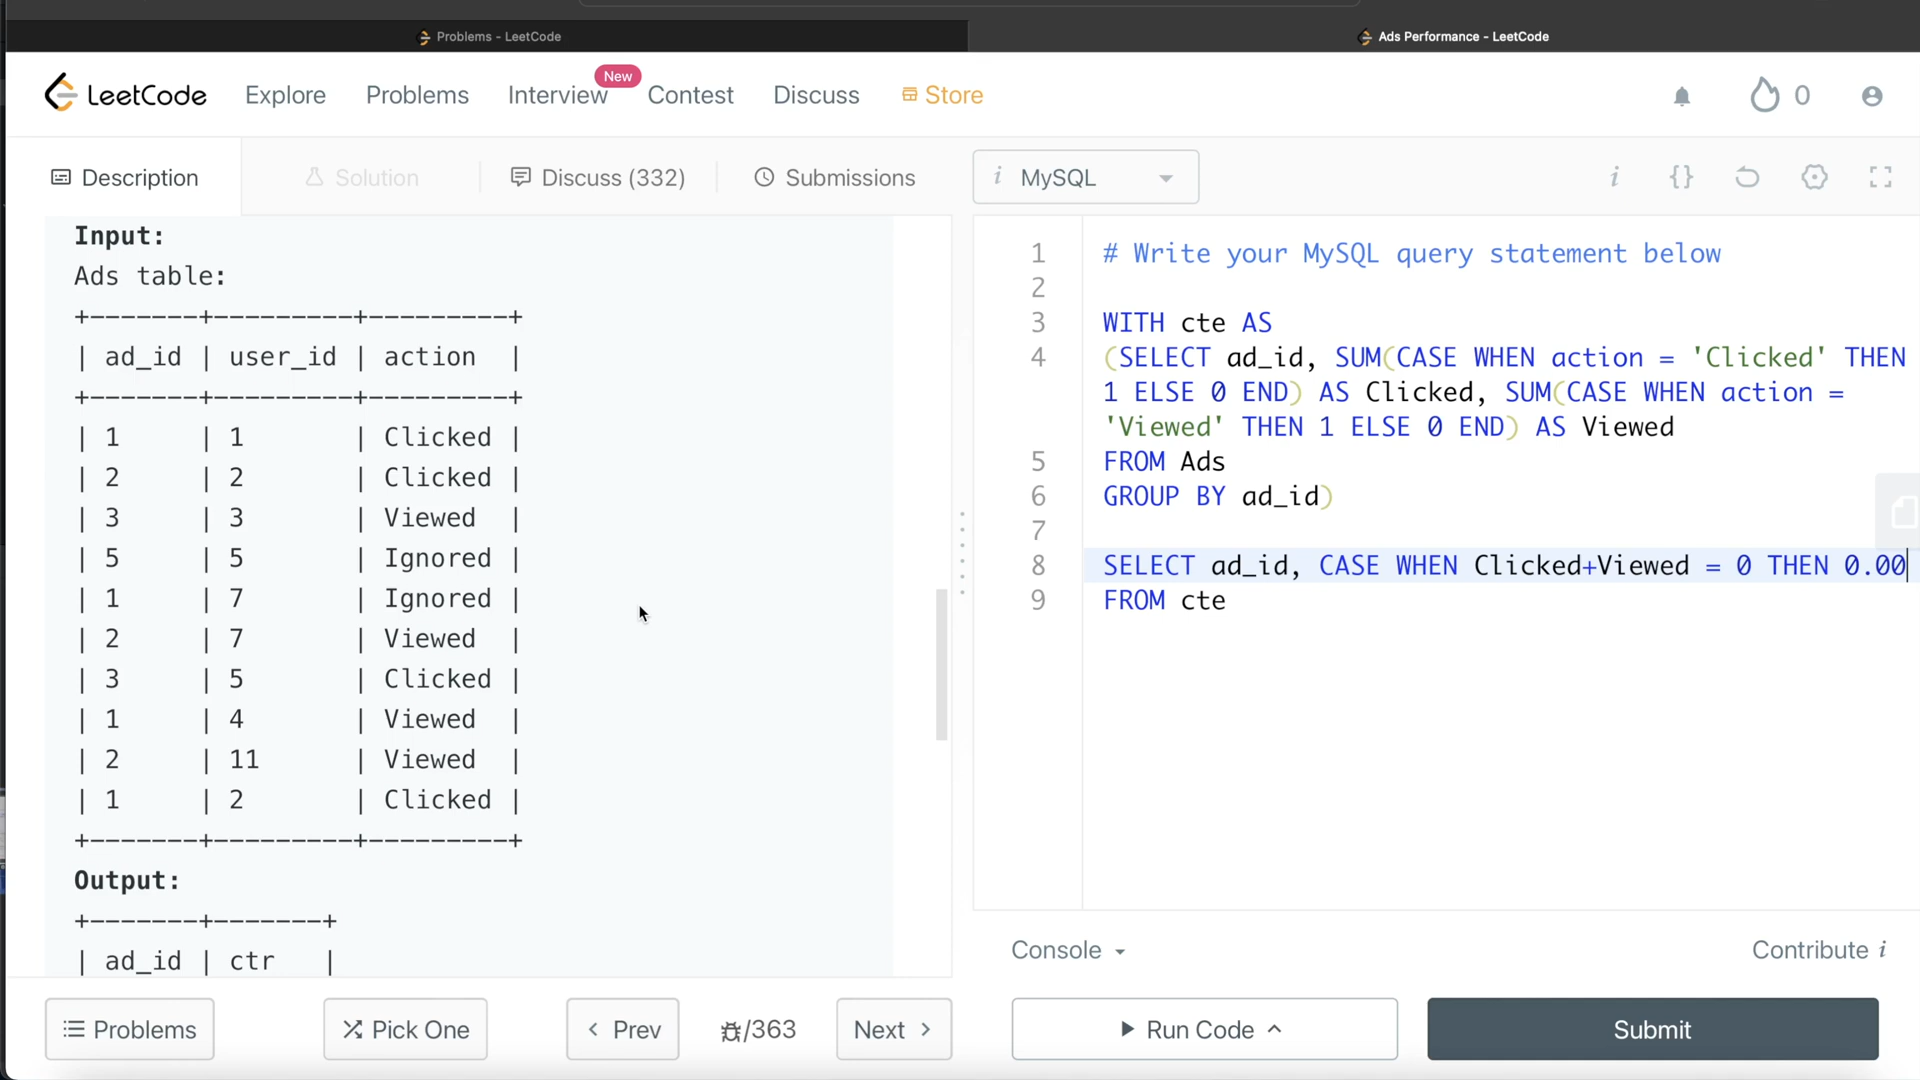 Problems - LeetCode
Ads Performance - LeetCode
LeetCode Explore Problems Interview New Contest Discuss Store 0
Description Solution Discuss (332) Submissions i MySQL i {}
Input:
Ads table:
+-------+---------+---------+
| ad_id | user_id | action  |
+-------+---------+---------+
| 1     | 1       | Clicked |
| 2     | 2       | Clicked |
| 3     | 3       | Viewed  |
| 5     | 5       | Ignored |
| 1     | 7       | Ignored |
| 2     | 7       | Viewed  |
| 3     | 5       | Clicked |
| 1     | 4       | Viewed  |
| 2     | 11      | Viewed  |
| 1     | 2       | Clicked |
+-------+---------+---------+
Output:
+-------+-------+
| ad_id | ctr   |
1 # Write your MySQL query statement below
2
3 WITH cte AS
4 (SELECT ad_id, SUM(CASE WHEN action = 'Clicked' THEN
1 ELSE 0 END) AS Clicked, SUM(CASE WHEN action =
'Viewed' THEN 1 ELSE 0 END) AS Viewed
5 FROM Ads
6 GROUP BY ad_id)
7
8 SELECT ad_id, CASE WHEN Clicked+Viewed = 0 THEN 0.00
9 FROM cte
Console Contribute i
Problems Pick One < Prev /363 Next > Run Code Submit